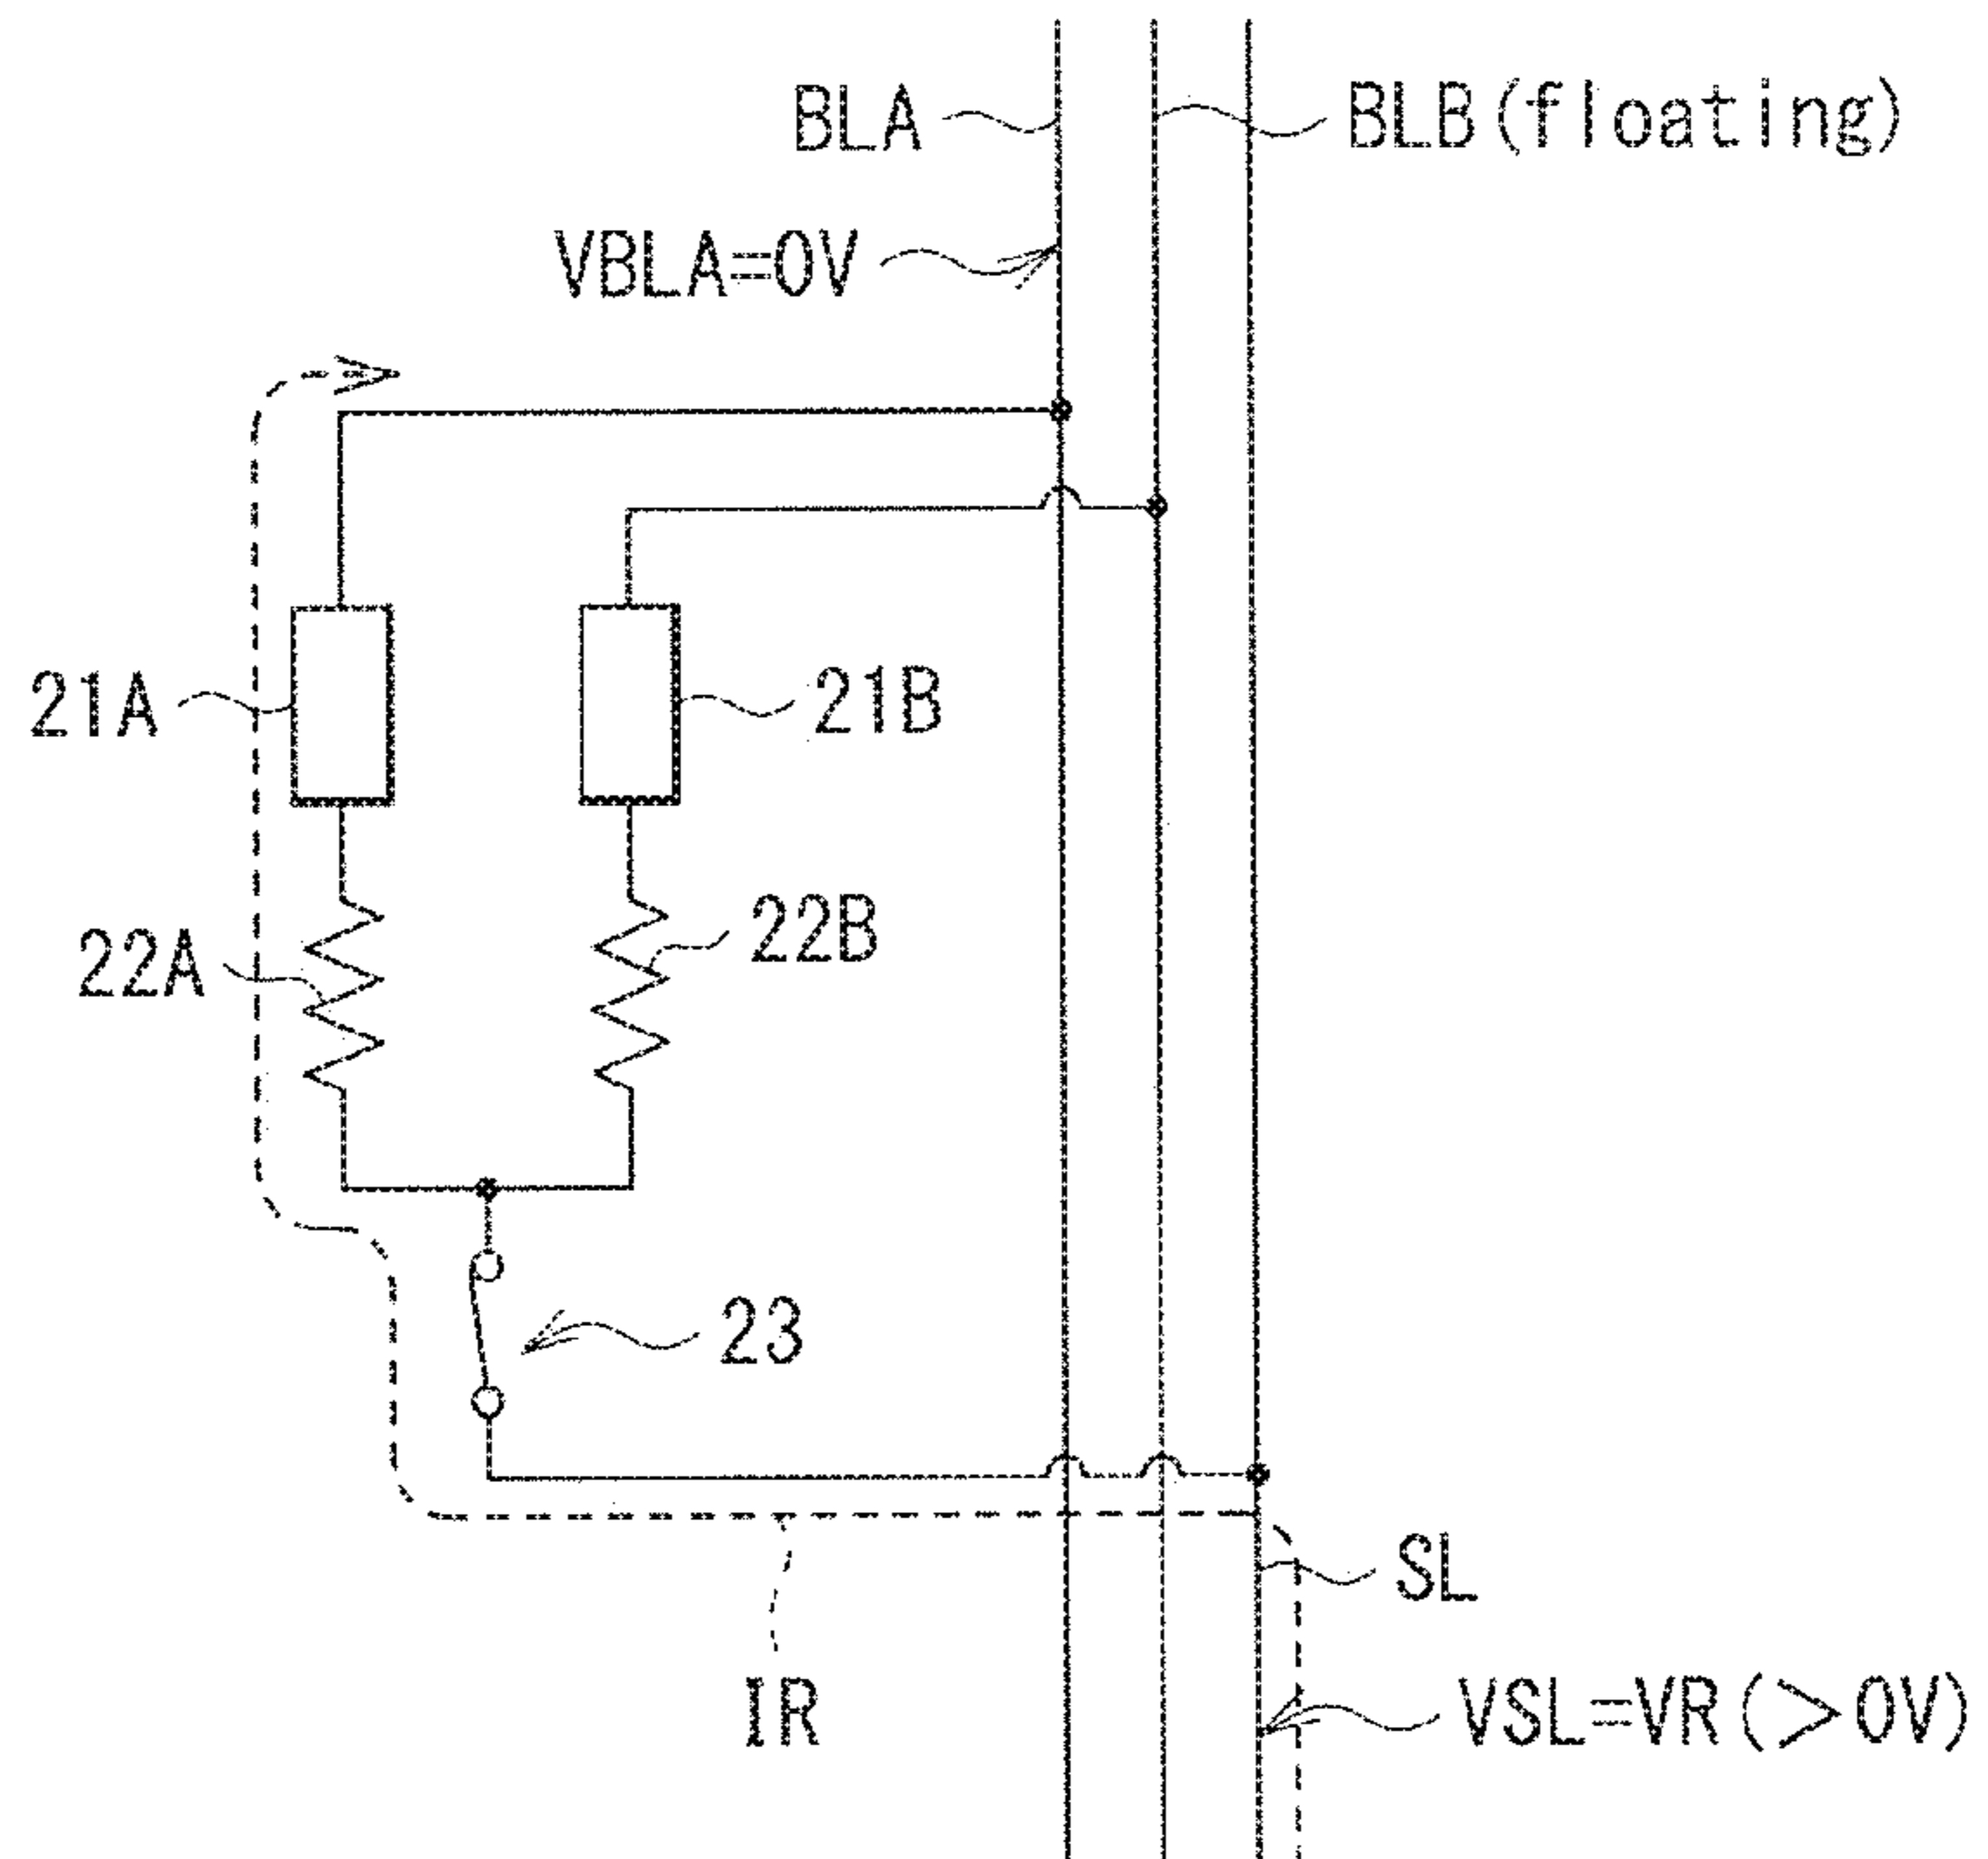 BLA
BLB(floating)
VBLA=0V
21A
21B
22A
22B
23
SL
IR
VSL=VR(>0V)